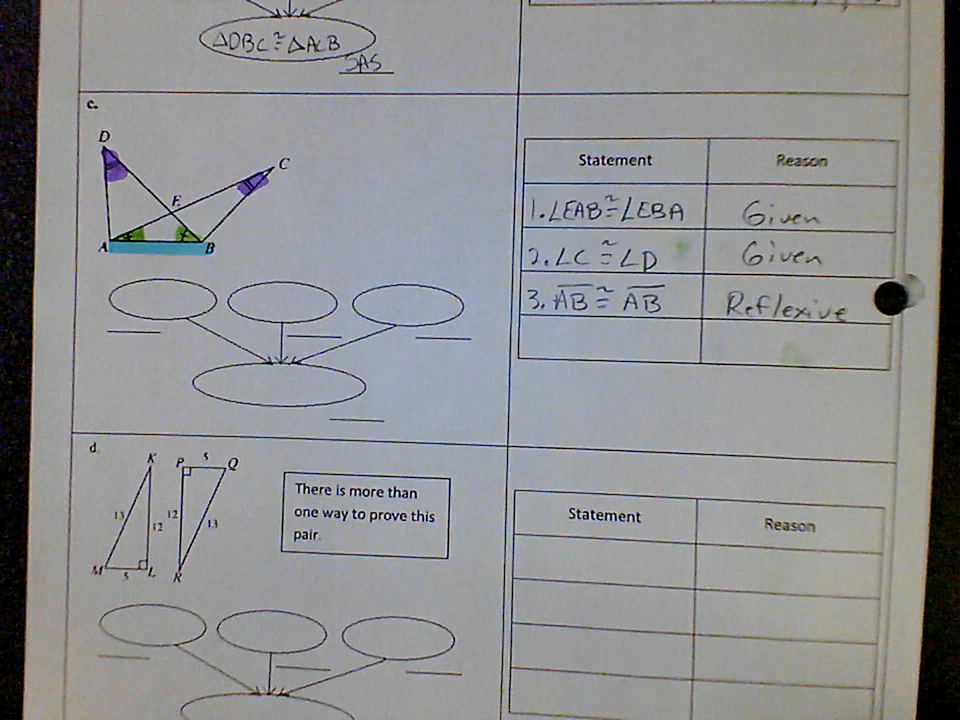 △DBC ≅ △ACB
SAS
c.
D
C
E
A
B
Statement
Reason
1. ∠EAB ≅ ∠EBA
Given
2. ∠C ≅ ∠D
Given
3. AB ≅ AB
Reflexive
d.
K
P
5
Q
13
12
12
13
M
5
L
R
There is more than
one way to prove this
pair.
Statement
Reason